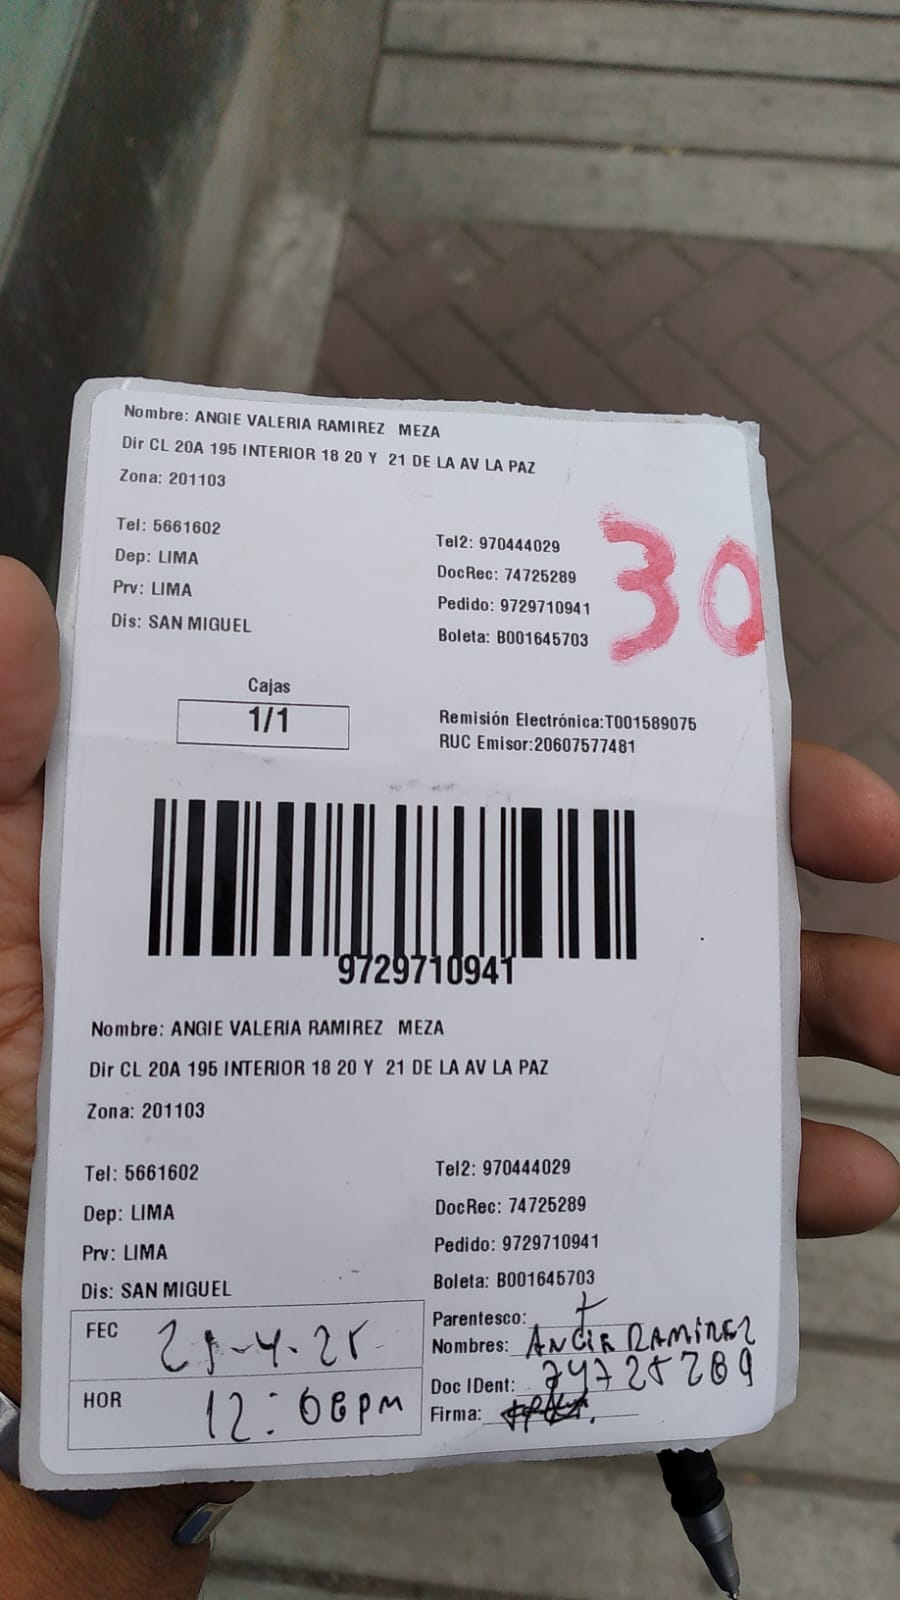 Nombre: ANGIE VALERIA RAMIREZ MEZA
Dir CL 20A 195 INTERIOR 18 20 Y 21 DE LA AV LA PAZ
Zona: 201103
Tel: 5661602
Dep: LIMA
Prv: LIMA
Dis: SAN MIGUEL
Tel2: 970444029
DocRec: 74725289
Pedido: 9729710941
Boleta: B001645703
30
Cajas
1/1
Remisión Electrónica:T001589075
RUC Emisor:20607577481
9729710941
Nombre: ANGIE VALERIA RAMIREZ MEZA
Dir CL 20A 195 INTERIOR 18 20 Y 21 DE LA AV LA PAZ
Zona: 201103
Tel: 5661602
Dep: LIMA
Prv: LIMA
Dis: SAN MIGUEL
Tel2: 970444029
DocRec: 74725289
Pedido: 9729710941
Boleta: B001645703
FEC
HOR 12:06PM
Parentesco:
Nombres: ANGIE RAMIREZ
Doc IDent: 74725289
Firma: